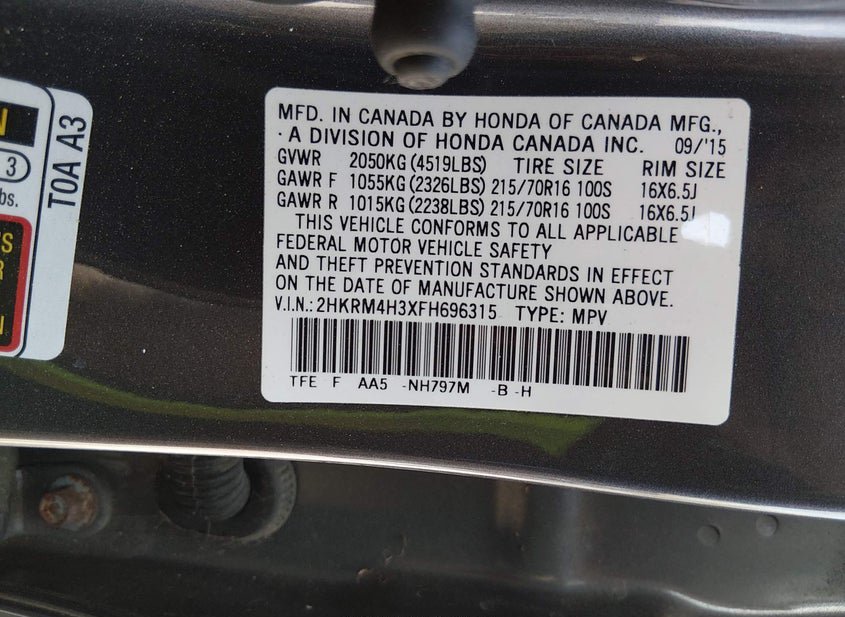 MFD. IN CANADA BY HONDA OF CANADA MFG.,
A DIVISION OF HONDA CANADA INC. 09/'15
GVWR 2050KG (4519LBS) TIRE SIZE RIM SIZE
GAWR F 1055KG (2326LBS) 215/70R16 100S 16X6.5J
GAWR R 1015KG (2238LBS) 215/70R16 100S 16X6.5J
THIS VEHICLE CONFORMS TO ALL APPLICABLE
FEDERAL MOTOR VEHICLE SAFETY
AND THEFT PREVENTION STANDARDS IN EFFECT
ON THE DATE OF MANUFACTURE SHOWN ABOVE.
V.I.N.: 2HKRM4H3XFH696315 TYPE: MPV
TFE F AA5 -NH797M -B -H
T0A A3
N
3
bs.
S
R
N